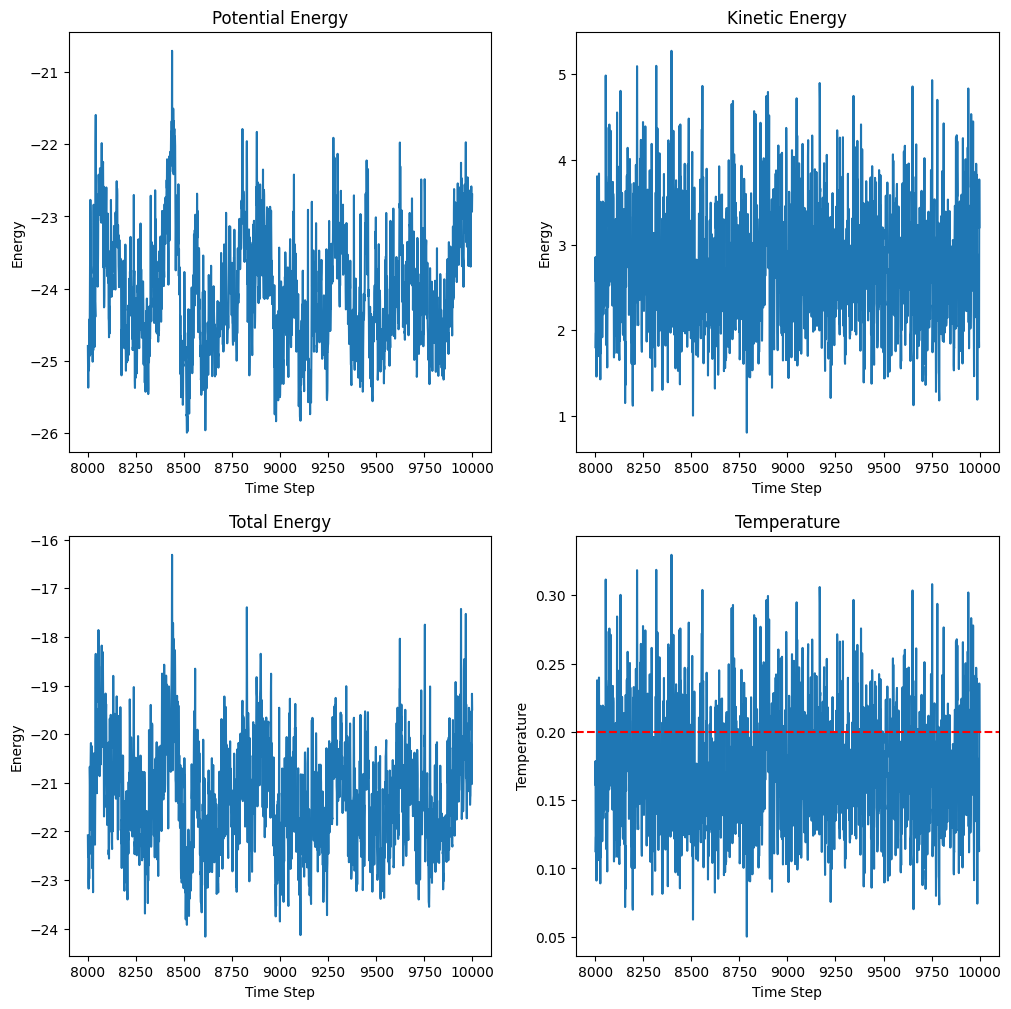 Potential Energy
Energy
−21
−22
−23
−24
−25
−26
8000 8250 8500 8750 9000 9250 9500 9750 10000
Time Step
Kinetic Energy
Energy
5
4
3
2
1
8000 8250 8500 8750 9000 9250 9500 9750 10000
Time Step
Total Energy
Energy
−16
−17
−18
−19
−20
−21
−22
−23
−24
8000 8250 8500 8750 9000 9250 9500 9750 10000
Time Step
Temperature
Temperature
0.30
0.25
0.20
0.15
0.10
0.05
8000 8250 8500 8750 9000 9250 9500 9750 10000
Time Step